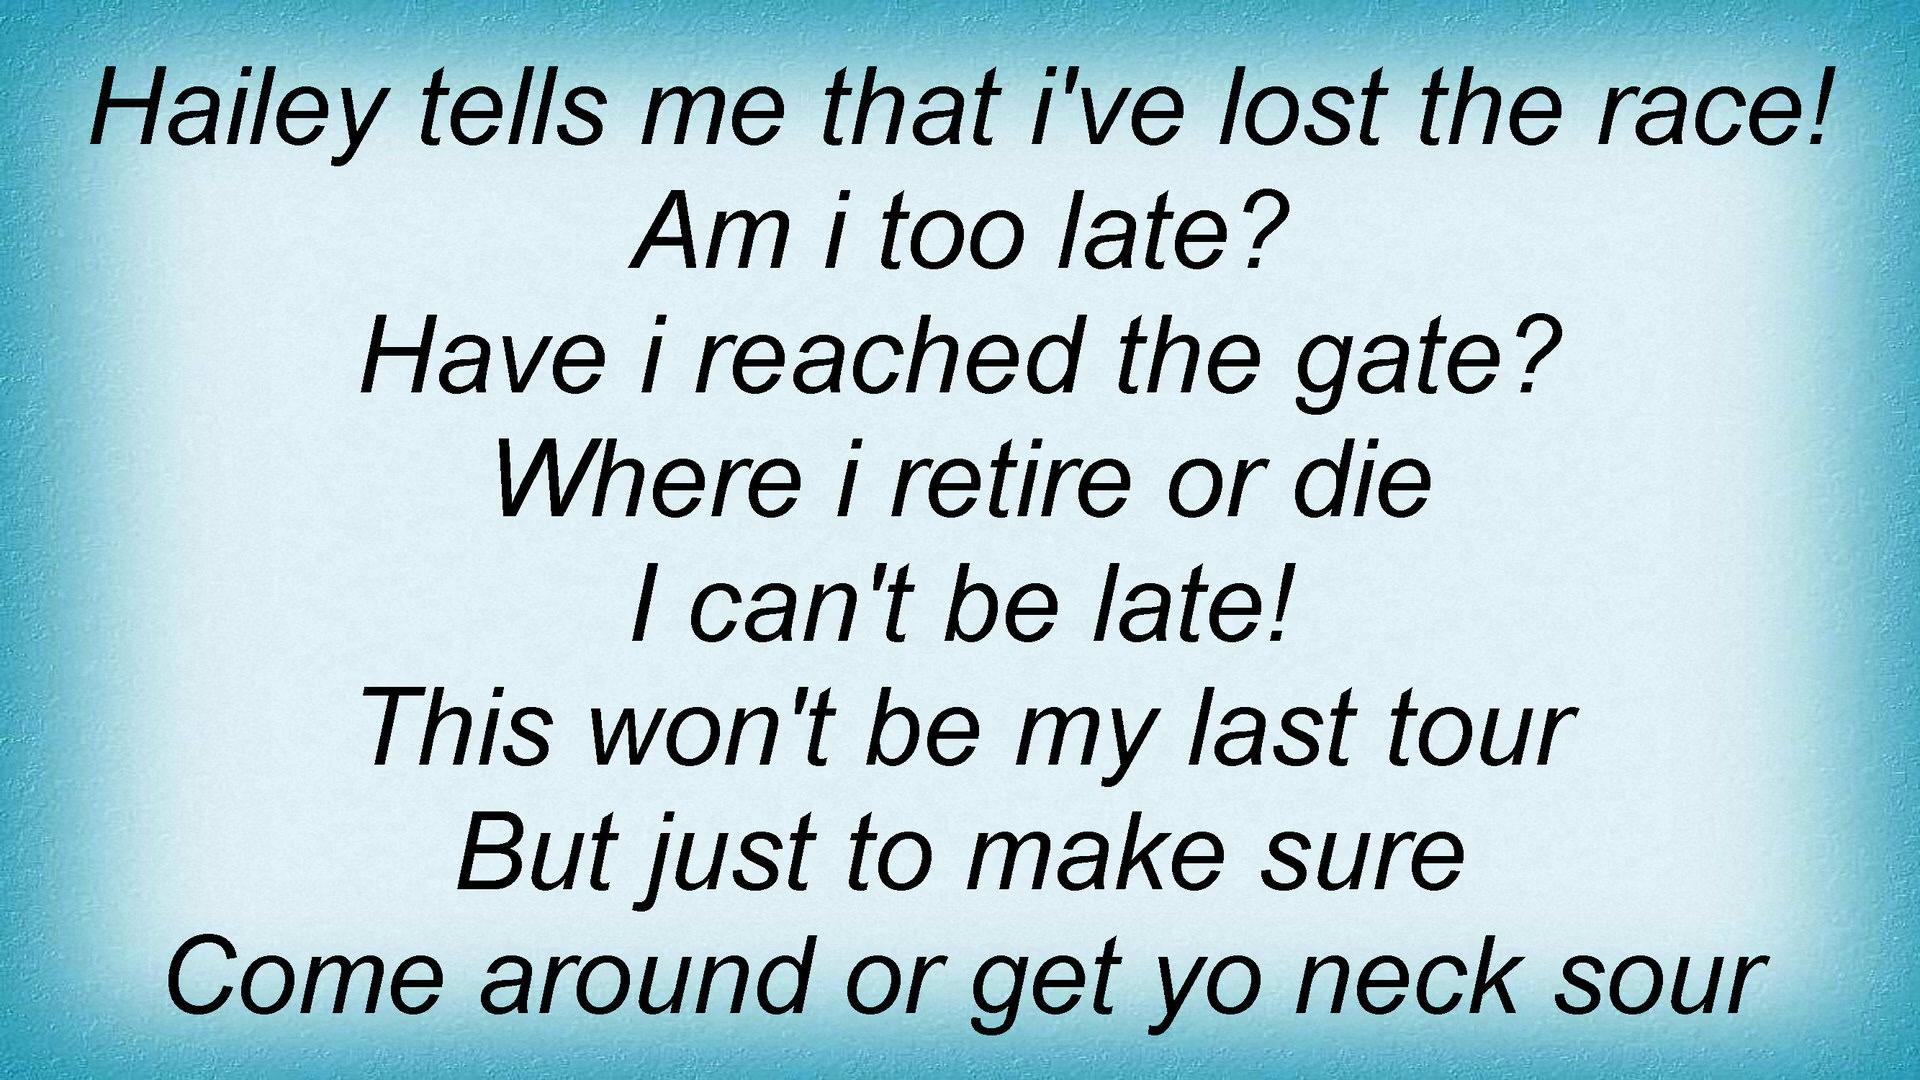 Hailey tells me that i've lost the race!
Am i too late?
Have i reached the gate?
Where i retire or die
I can't be late!
This won't be my last tour
But just to make sure
Come around or get yo neck sour